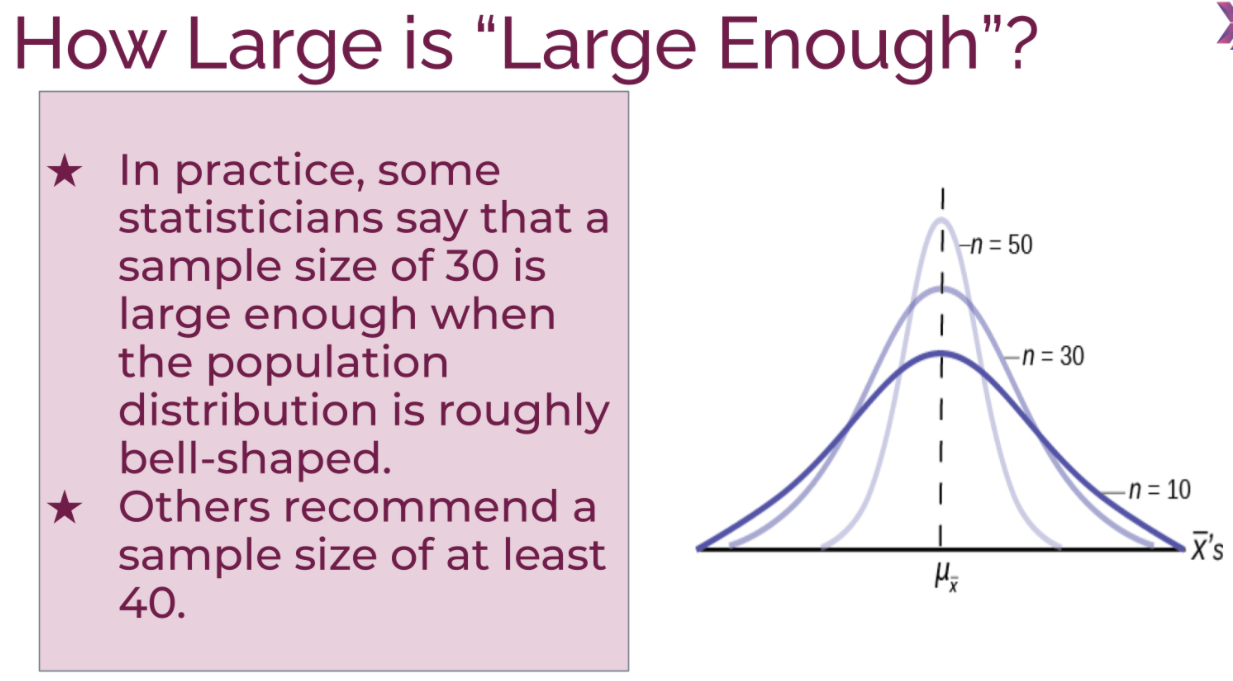 How Large is “Large Enough”?
★ In practice, some
statisticians say that a
sample size of 30 is
large enough when
the population
distribution is roughly
bell-shaped.
★ Others recommend a
sample size of at least
40.
n = 50
n = 30
n = 10
x̄'s
μx̄